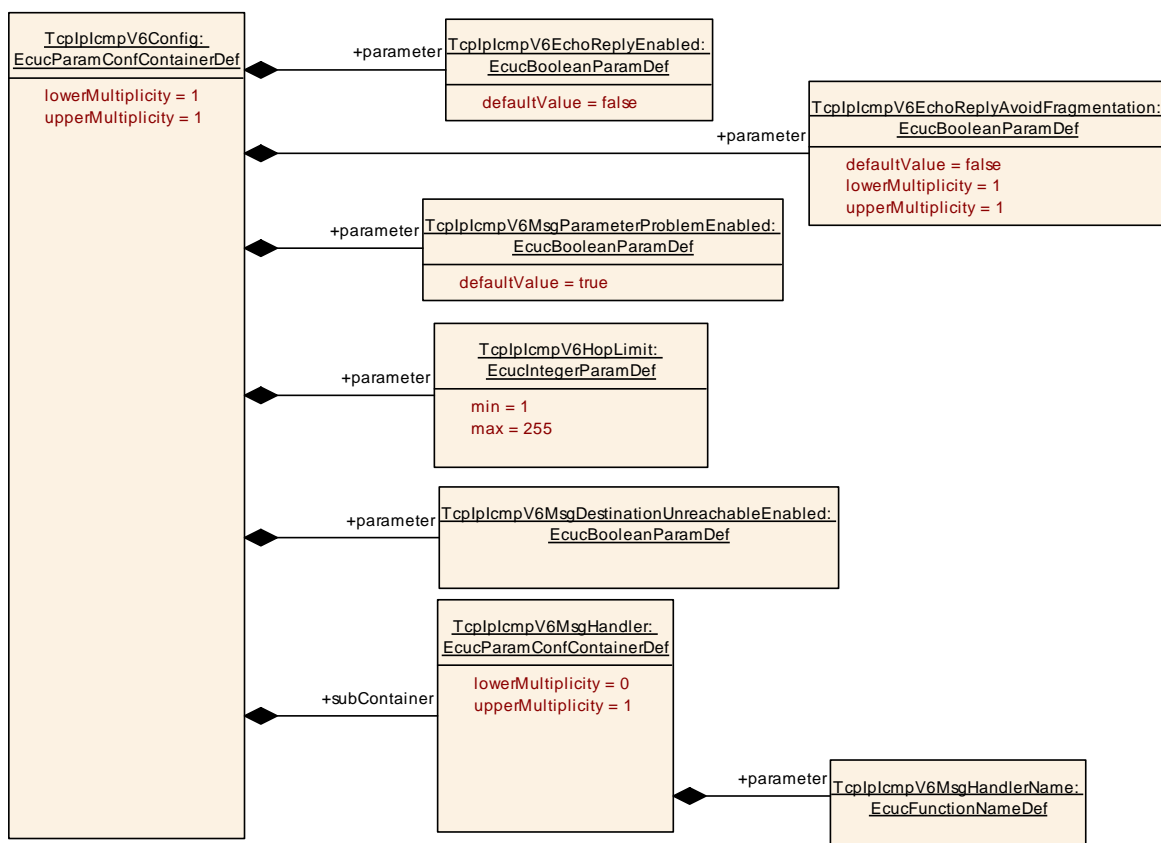 TcpIpIcmpV6Config:
EcucParamConfContainerDef
lowerMultiplicity = 1
upperMultiplicity = 1
+parameter
TcpIpIcmpV6EchoReplyEnabled:
EcucBooleanParamDef
defaultValue = false
+parameter
TcpIpIcmpV6EchoReplyAvoidFragmentation:
EcucBooleanParamDef
defaultValue = false
lowerMultiplicity = 1
upperMultiplicity = 1
+parameter
TcpIpIcmpV6MsgParameterProblemEnabled:
EcucBooleanParamDef
defaultValue = true
+parameter
TcpIpIcmpV6HopLimit:
EcucIntegerParamDef
min = 1
max = 255
+parameter
TcpIpIcmpV6MsgDestinationUnreachableEnabled:
EcucBooleanParamDef
+subContainer
TcpIpIcmpV6MsgHandler:
EcucParamConfContainerDef
lowerMultiplicity = 0
upperMultiplicity = 1
+parameter
TcpIpIcmpV6MsgHandlerName:
EcucFunctionNameDef